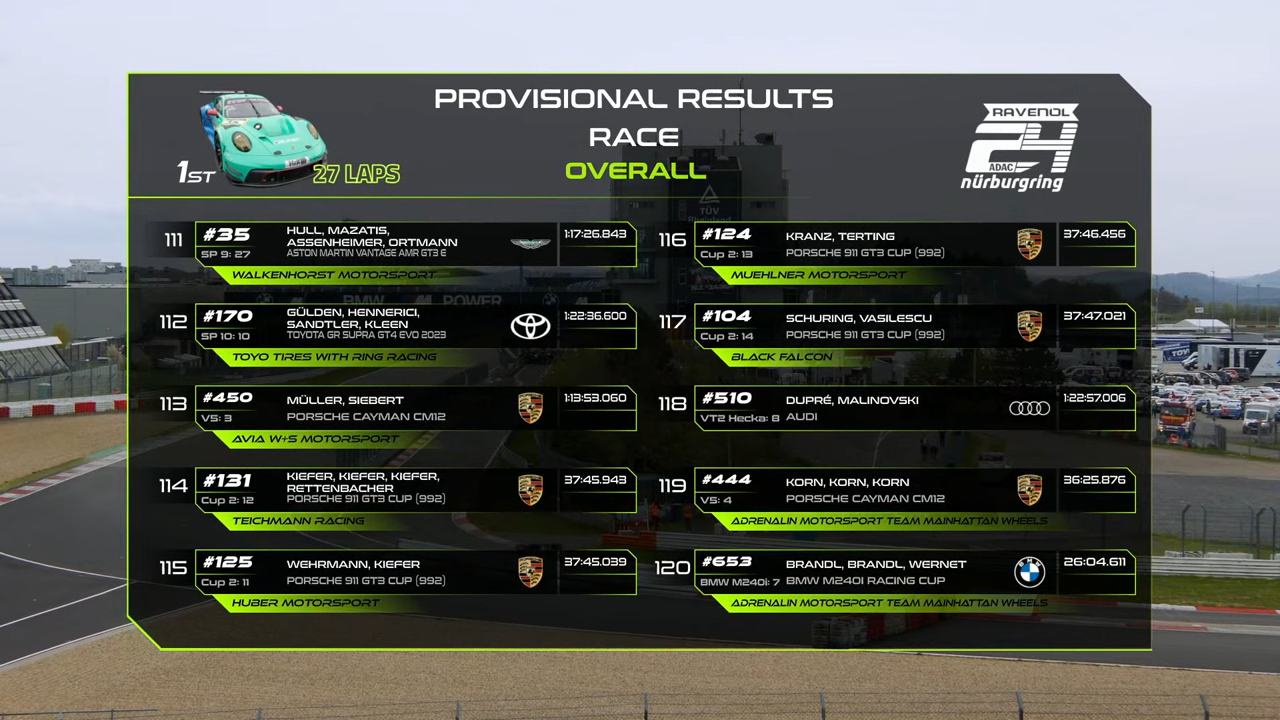 PROVISIONAL RESULTS
RACE
OVERALL
1ST
27 LAPS
RAVENOL
24
ADAC
nürburgring
TÜV
Rheinland
BMW M POWER
111
#35
SP 9: 27
HULL, MAZATIS,
ASSENHEIMER, ORTMANN
ASTON MARTIN VANTAGE AMR GT3 E
1:17:26.843
WALKENHORST MOTORSPORT
112
#170
SP 10: 10
GÜLDEN, HENNERICI,
SANDTLER, KLEEN
TOYOTA GR SUPRA GT4 EVO 2023
1:22:36.600
TOYO TIRES WITH RING RACING
113
#450
V5: 3
MÜLLER, SIEBERT
PORSCHE CAYMAN CM12
1:13:53.060
AVIA W+S MOTORSPORT
114
#131
Cup 2: 12
KIEFER, KIEFER, KIEFER,
RETTENBACHER
PORSCHE 911 GT3 CUP (992)
37:45.943
TEICHMANN RACING
115
#125
Cup 2: 11
WEHRMANN, KIEFER
PORSCHE 911 GT3 CUP (992)
37:45.039
HUBER MOTORSPORT
116
#124
Cup 2: 13
KRANZ, TERTING
PORSCHE 911 GT3 CUP (992)
37:46.456
MUEHLNER MOTORSPORT
117
#104
Cup 2: 14
SCHURING, VASILESCU
PORSCHE 911 GT3 CUP (992)
37:47.021
BLACK FALCON
118
#510
VT2 Hecka: 8
DUPRÉ, MALINOVSKI
AUDI
1:22:57.006
119
#444
V5: 4
KORN, KORN, KORN
PORSCHE CAYMAN CM12
36:25.876
ADRENALIN MOTORSPORT TEAM MAINHATTAN WHEELS
120
#653
BMW M240i: 7
BRANDL, BRANDL, WERNET
BMW M240I RACING CUP
26:04.611
ADRENALIN MOTORSPORT TEAM MAINHATTAN WHEELS